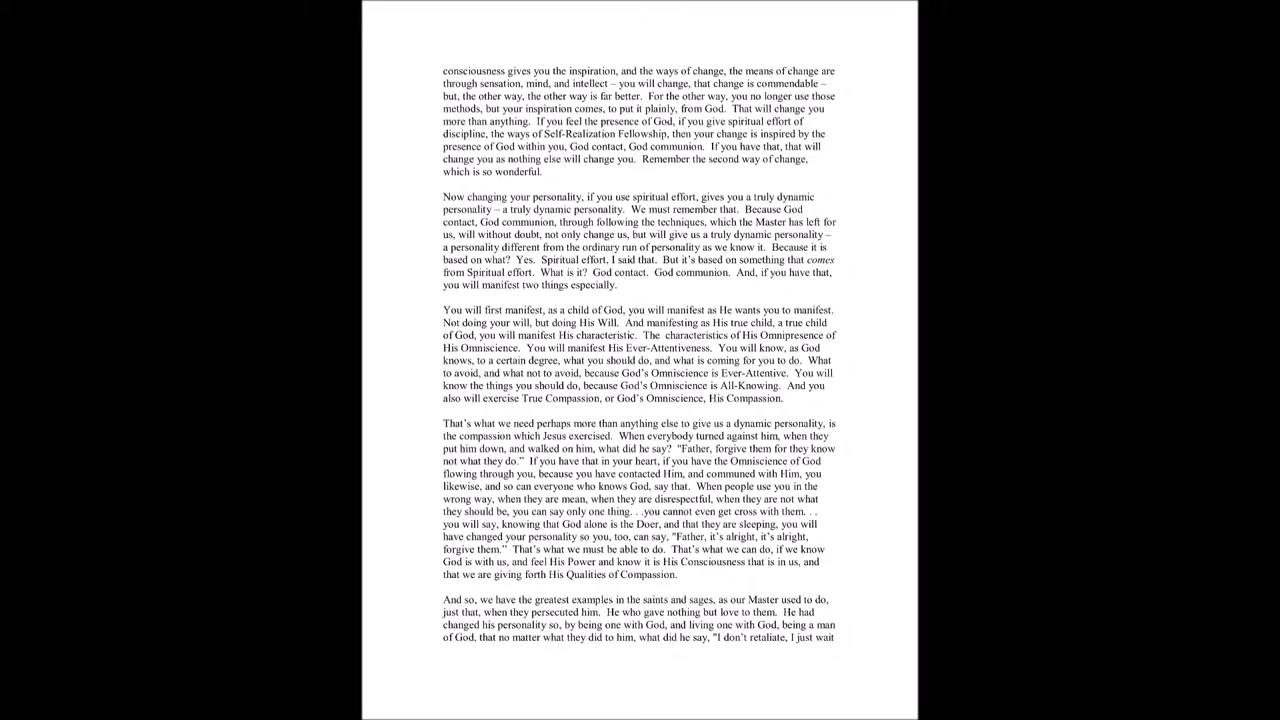 consciousness gives you the inspiration, and the ways of change, the means of change are
through sensation, mind, and intellect – you will change, that change is commendable –
but, the other way, the other way is far better. For the other way, you no longer use those
methods, but your inspiration comes, to put it plainly, from God. That will change you
more than anything. If you feel the presence of God, if you give spiritual effort of
discipline, the ways of Self-Realization Fellowship, then your change is inspired by the
presence of God within you, God contact, God communion. If you have that, that will
change you as nothing else will change you. Remember the second way of change,
which is so wonderful.
Now changing your personality, if you use spiritual effort, gives you a truly dynamic
personality – a truly dynamic personality. We must remember that. Because God
contact, God communion, through following the techniques, which the Master has left for
us, will without doubt, not only change us, but will give us a truly dynamic personality –
a personality different from the ordinary run of personality as we know it. Because it is
based on what? Yes. Spiritual effort, I said that. But it's based on something that comes
from Spiritual effort. What is it? God contact. God communion. And, if you have that,
you will manifest two things especially.
You will first manifest, as a child of God, you will manifest as He wants you to manifest.
Not doing your will, but doing His Will. And manifesting as His true child, a true child
of God, you will manifest His characteristic. The characteristics of His Omnipresence of
His Omniscience. You will manifest His Ever-Attentiveness. You will know, as God
knows, to a certain degree, what you should do, and what is coming for you to do. What
to avoid, and what not to avoid, because God's Omniscience is Ever-Attentive. You will
know the things you should do, because God's Omniscience is All-Knowing. And you
also will exercise True Compassion, or God's Omniscience, His Compassion.
That's what we need perhaps more than anything else to give us a dynamic personality, is
the compassion which Jesus exercised. When everybody turned against him, when they
put him down, and walked on him, what did he say? "Father, forgive them for they know
not what they do." If you have that in your heart, if you have the Omniscience of God
flowing through you, because you have contacted Him, and communed with Him, you
likewise, and so can everyone who knows God, say that. When people use you in the
wrong way, when they are mean, when they are disrespectful, when they are not what
they should be, you can say only one thing. . .you cannot even get cross with them. . .
you will say, knowing that God alone is the Doer, and that they are sleeping, you will
have changed your personality so you, too, can say, "Father, it's alright, it's alright,
forgive them." That's what we must be able to do. That's what we can do, if we know
God is with us, and feel His Power and know it is His Consciousness that is in us, and
that we are giving forth His Qualities of Compassion.
And so, we have the greatest examples in the saints and sages, as our Master used to do,
just that, when they persecuted him. He who gave nothing but love to them. He had
changed his personality so, by being one with God, and living one with God, being a man
of God, that no matter what they did to him, what did he say, "I don't retaliate, I just wait